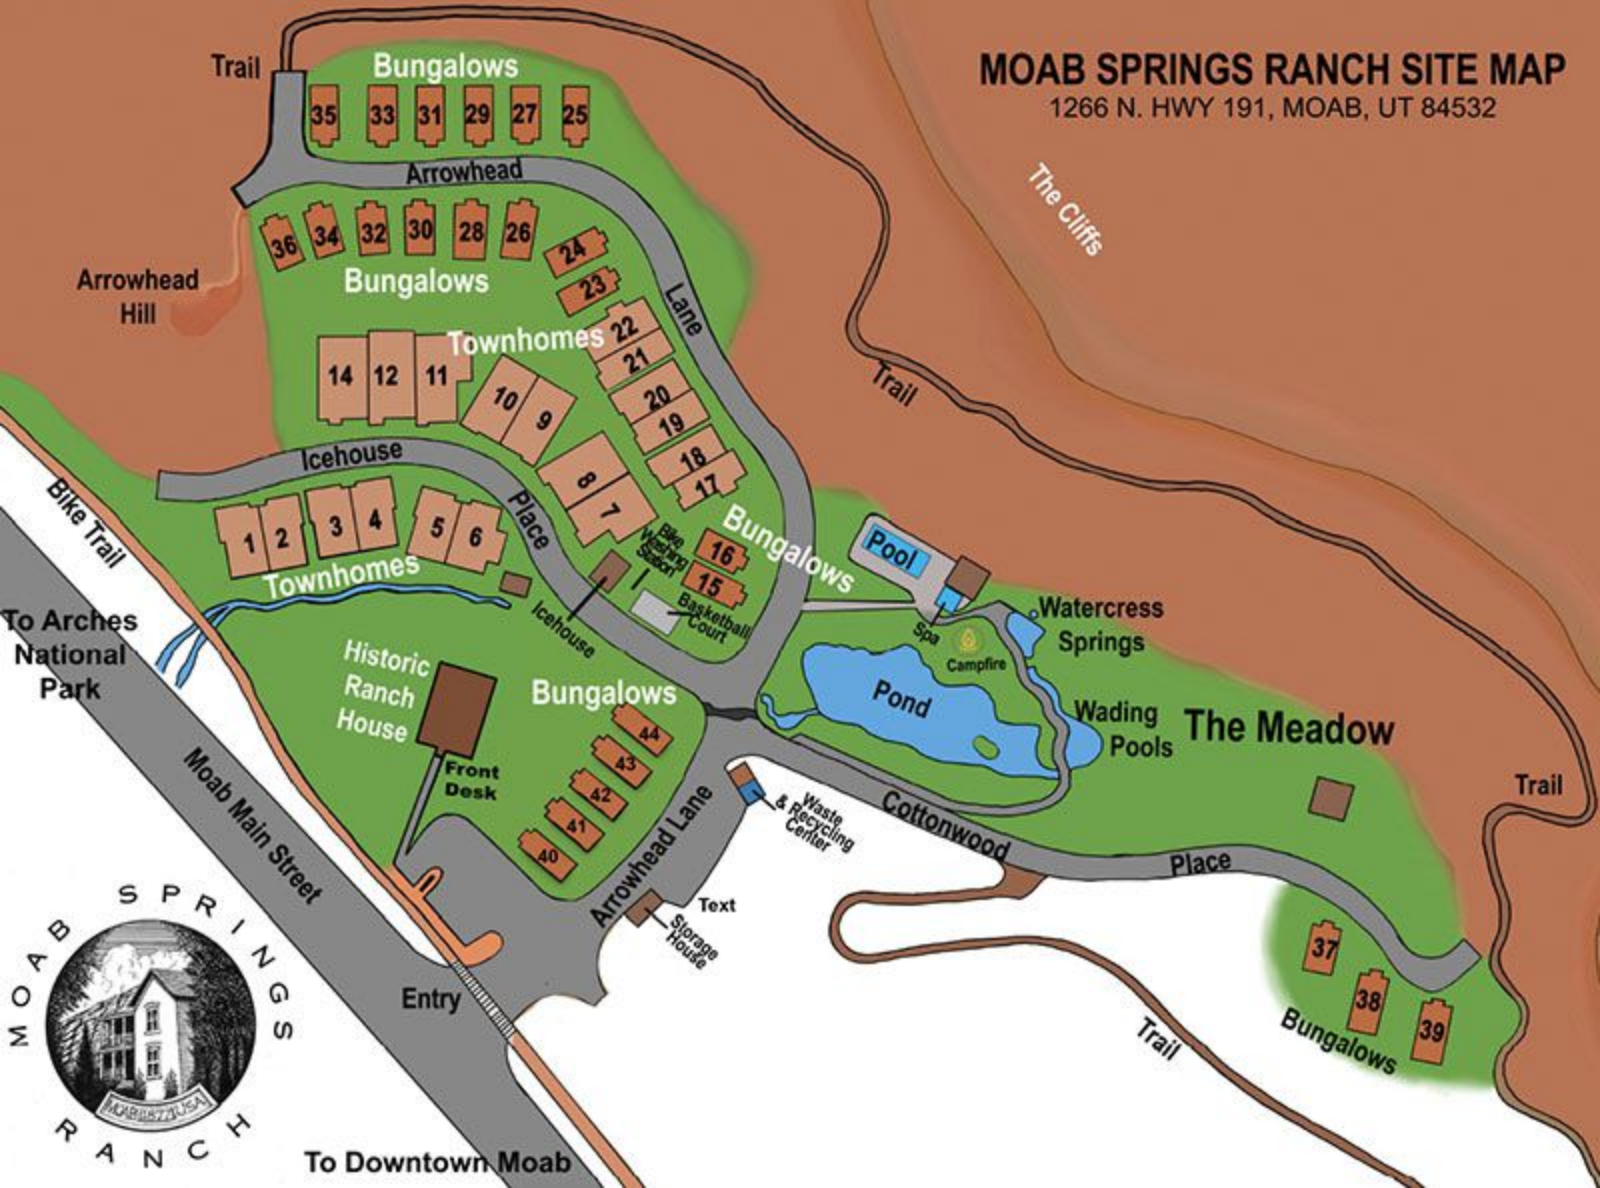 MOAB SPRINGS RANCH SITE MAP
1266 N. HWY 191, MOAB, UT 84532
Trail
Bungalows
35
33
31
29
27
25
Arrowhead
36
34
32
30
28
26
24
23
Bungalows
Arrowhead
Hill
The Cliffs
Lane
Townhomes
22
21
20
19
18
17
14
12
11
10
9
8
7
Trail
Icehouse
Place
Bike Trail
1
2
3
4
5
6
Townhomes
Bike
Washing
Station
16
15
Bungalows
Basketball
Court
Icehouse
Pool
Spa
Campfire
Watercress
Springs
Pond
Wading
Pools
The Meadow
To Arches
National
Park
Historic
Ranch
House
Front
Desk
Bungalows
44
43
42
41
40
Moab Main Street
Arrowhead Lane
Waste
& Recycling
Center
Cottonwood
Place
Trail
Text
Storage
House
Entry
37
38
39
Bungalows
Trail
MOAB SPRINGS
RANCH
MOAB 1877 USA
To Downtown Moab